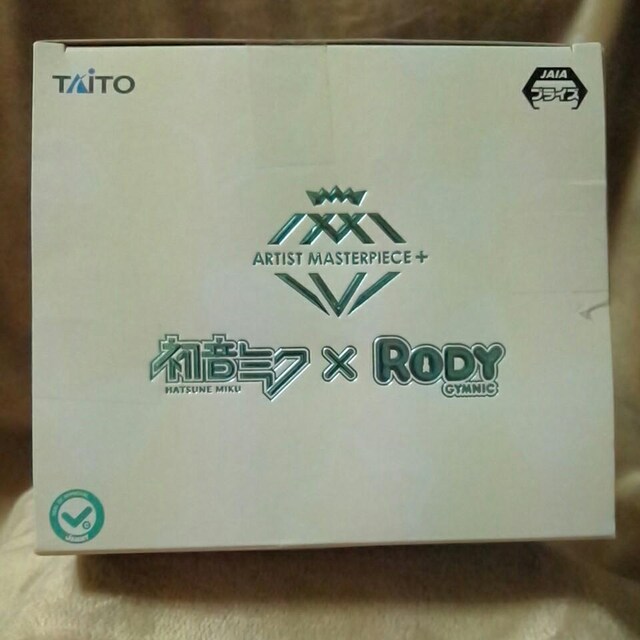 TAITO
JAIA
プライズ
ARTIST MASTERPIECE+
初音ミク × RODY
HATSUNE MIKU
GYMNIC